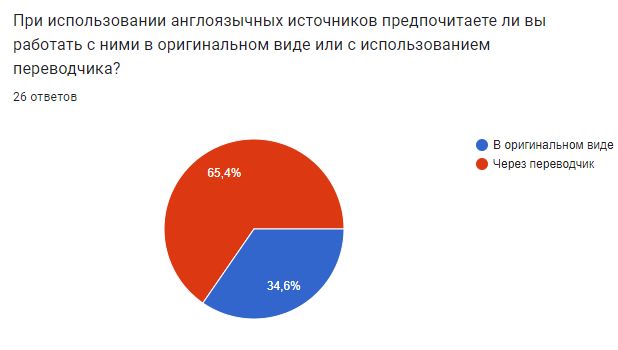 При использовании англоязычных источников предпочитаете ли вы
работать с ними в оригинальном виде или с использованием
переводчика?
26 ответов
В оригинальном виде
Через переводчик
65,4%
34,6%